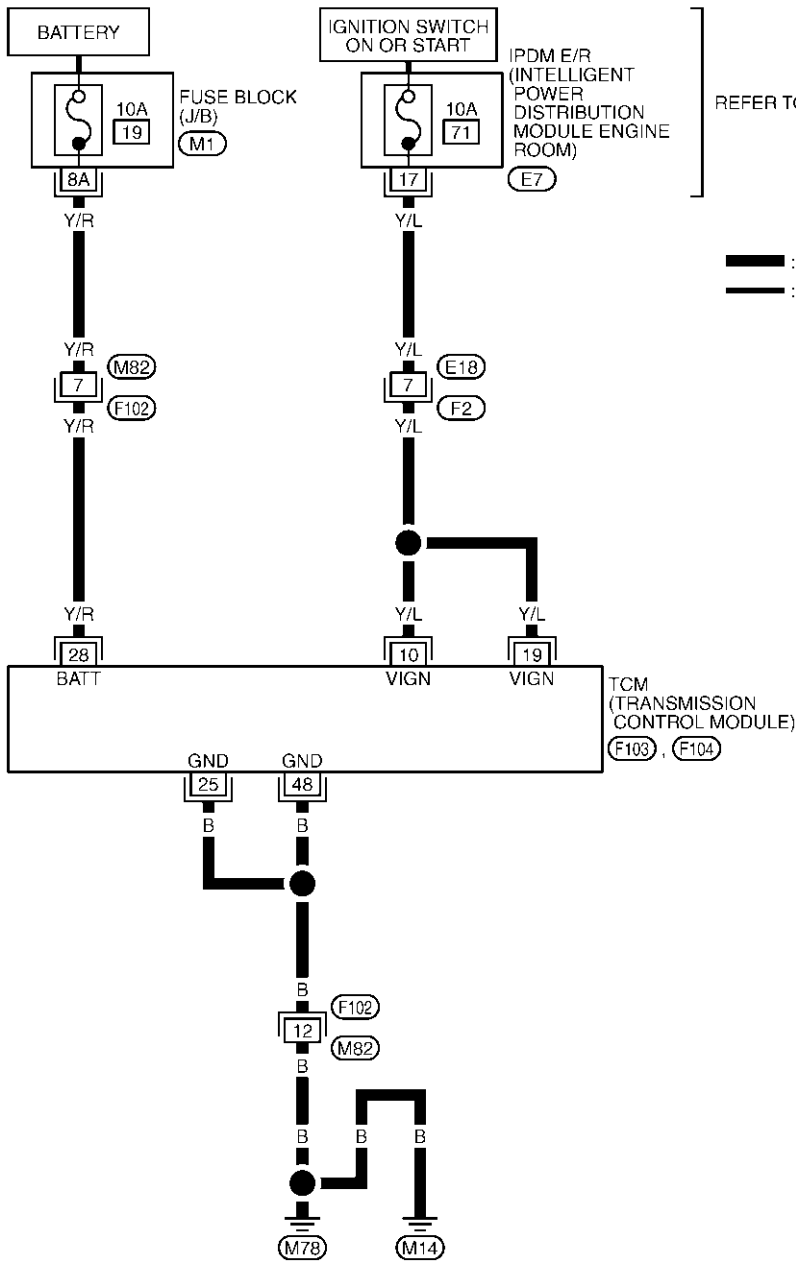 BATTERY
IGNITION SWITCH
ON OR START
10A
19
FUSE BLOCK
(J/B)
M1
10A
71
IPDM E/R
(INTELLIGENT
POWER
DISTRIBUTION
MODULE ENGINE
ROOM)
E7
REFER TO
8A
17
Y/R
Y/L
:
:
Y/R
Y/L
M82
E18
7
7
F102
F2
Y/R
Y/L
Y/R
Y/L
Y/L
28
10
19
BATT
VIGN
VIGN
TCM
(TRANSMISSION
CONTROL MODULE)
F103 , F104
GND
GND
25
48
B
B
B
F102
12
M82
B
B
B
B
M78
M14